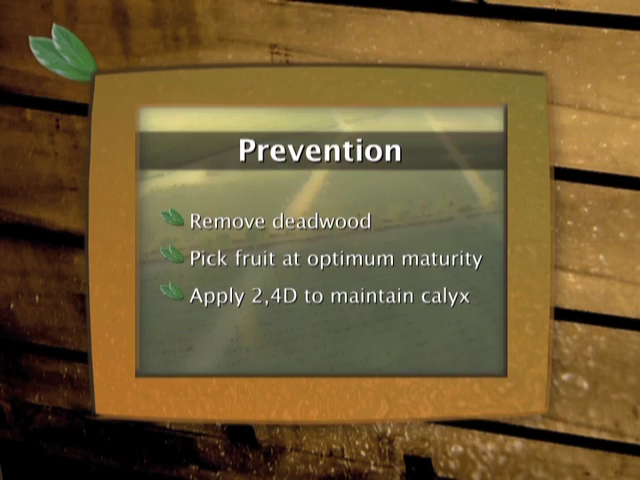 Prevention
Remove deadwood
Pick fruit at optimum maturity
Apply 2,4D to maintain calyx